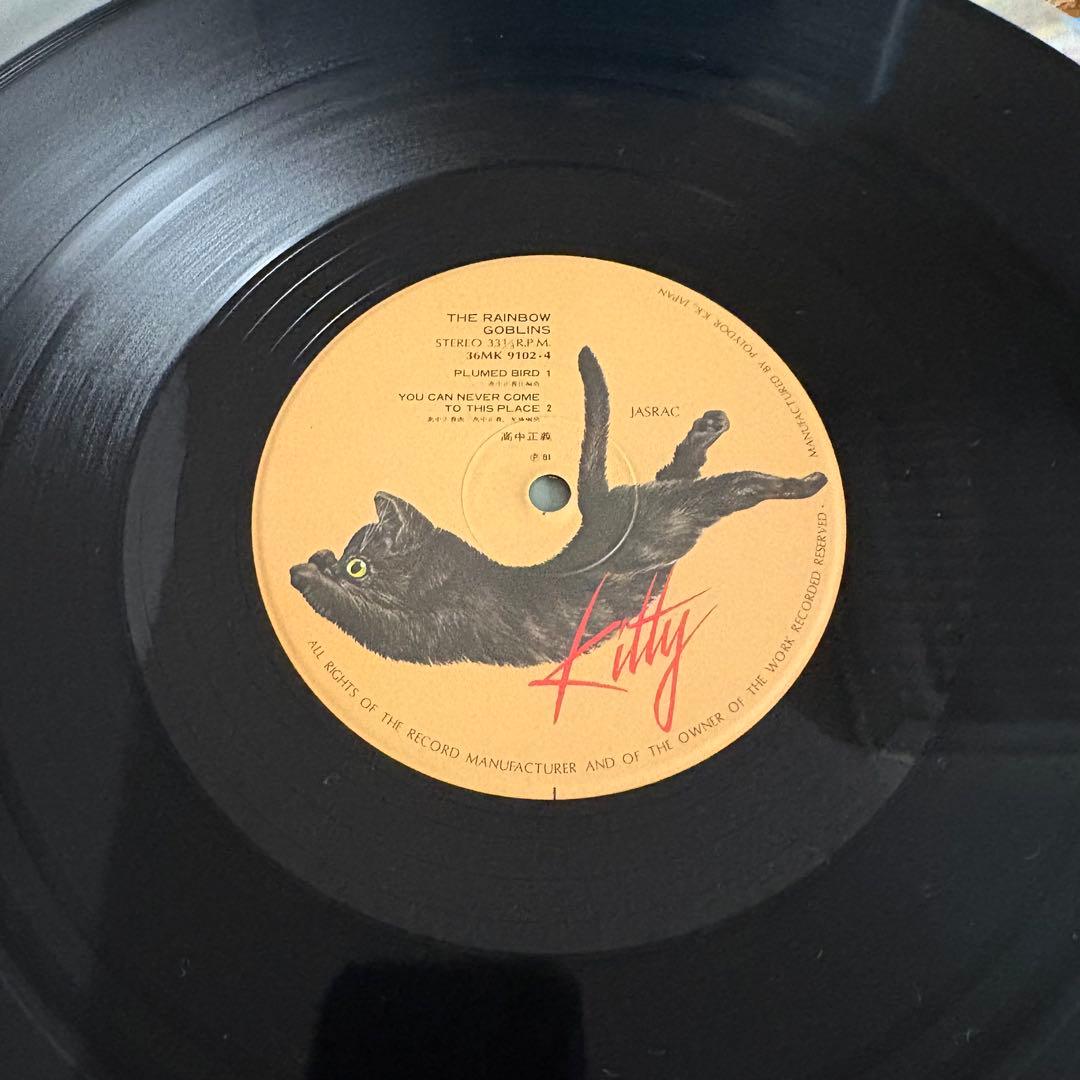 THE RAINBOW
GOBLINS
STEREO 33⅓ R.P.M.
36MK 9102-4
PLUMED BIRD 1
YOU CAN NEVER COME
TO THIS PLACE 2
高中正義
Ⓟ 81
JASRAC
Kitty
ALL RIGHTS OF THE RECORD MANUFACTURER AND OF THE OWNER OF THE WORK RECORDED RESERVED · MANUFACTURED BY POLYDOR K.K., JAPAN